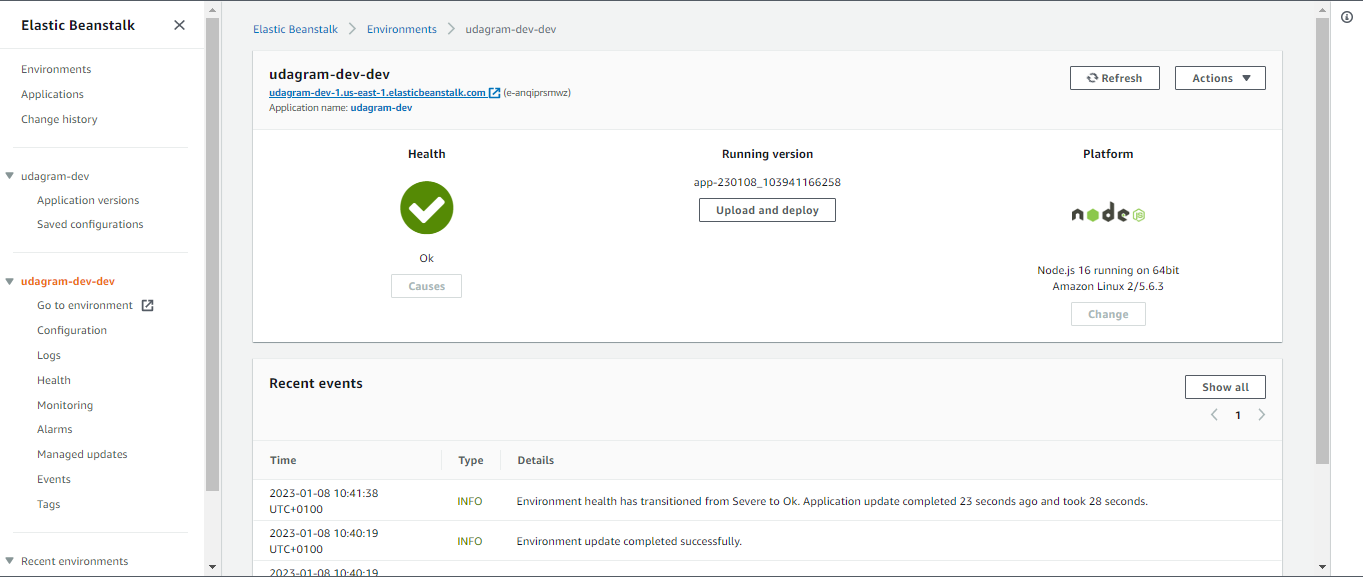 Elastic Beanstalk
Environments
Applications
Change history
udagram-dev
Application versions
Saved configurations
udagram-dev-dev
Go to environment
Configuration
Logs
Health
Monitoring
Alarms
Managed updates
Events
Tags
Recent environments
Elastic Beanstalk > Environments > udagram-dev-dev
udagram-dev-dev
udagram-dev-1.us-east-1.elasticbeanstalk.com (e-anqiprsmwz)
Application name: udagram-dev
Refresh
Actions
Health
Ok
Causes
Running version
app-230108_103941166258
Upload and deploy
Platform
node JS
Node.js 16 running on 64bit
Amazon Linux 2/5.6.3
Change
Recent events
Show all
1
Time Type Details
2023-01-08 10:41:38
UTC+0100
INFO
Environment health has transitioned from Severe to Ok. Application update completed 23 seconds ago and took 28 seconds.
2023-01-08 10:40:19
UTC+0100
INFO
Environment update completed successfully.
2023-01-08 10:40:19